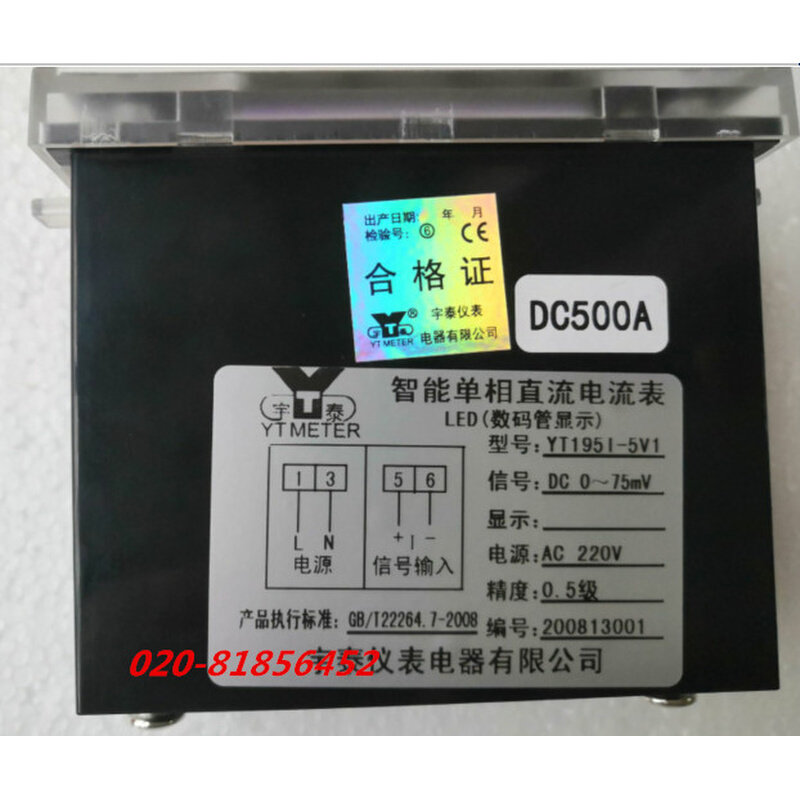 出产日期: 年 月
检验号: ⑥ CE
合格证
YT ®
YT METER
宇泰仪表
电器有限公司
DC500A
宇 YT 泰
YT METER
智能单相直流电流表
LED(数码管显示)
型号: YT195I-5V1
信号: DC 0～75mV
显示:
电源: AC 220V
精度: 0.5级
编号: 200813001
1 3
L N
电源
5 6
+ I -
信号输入
产品执行标准: GB/T22264.7-2008
宇泰仪表电器有限公司
020-81856452